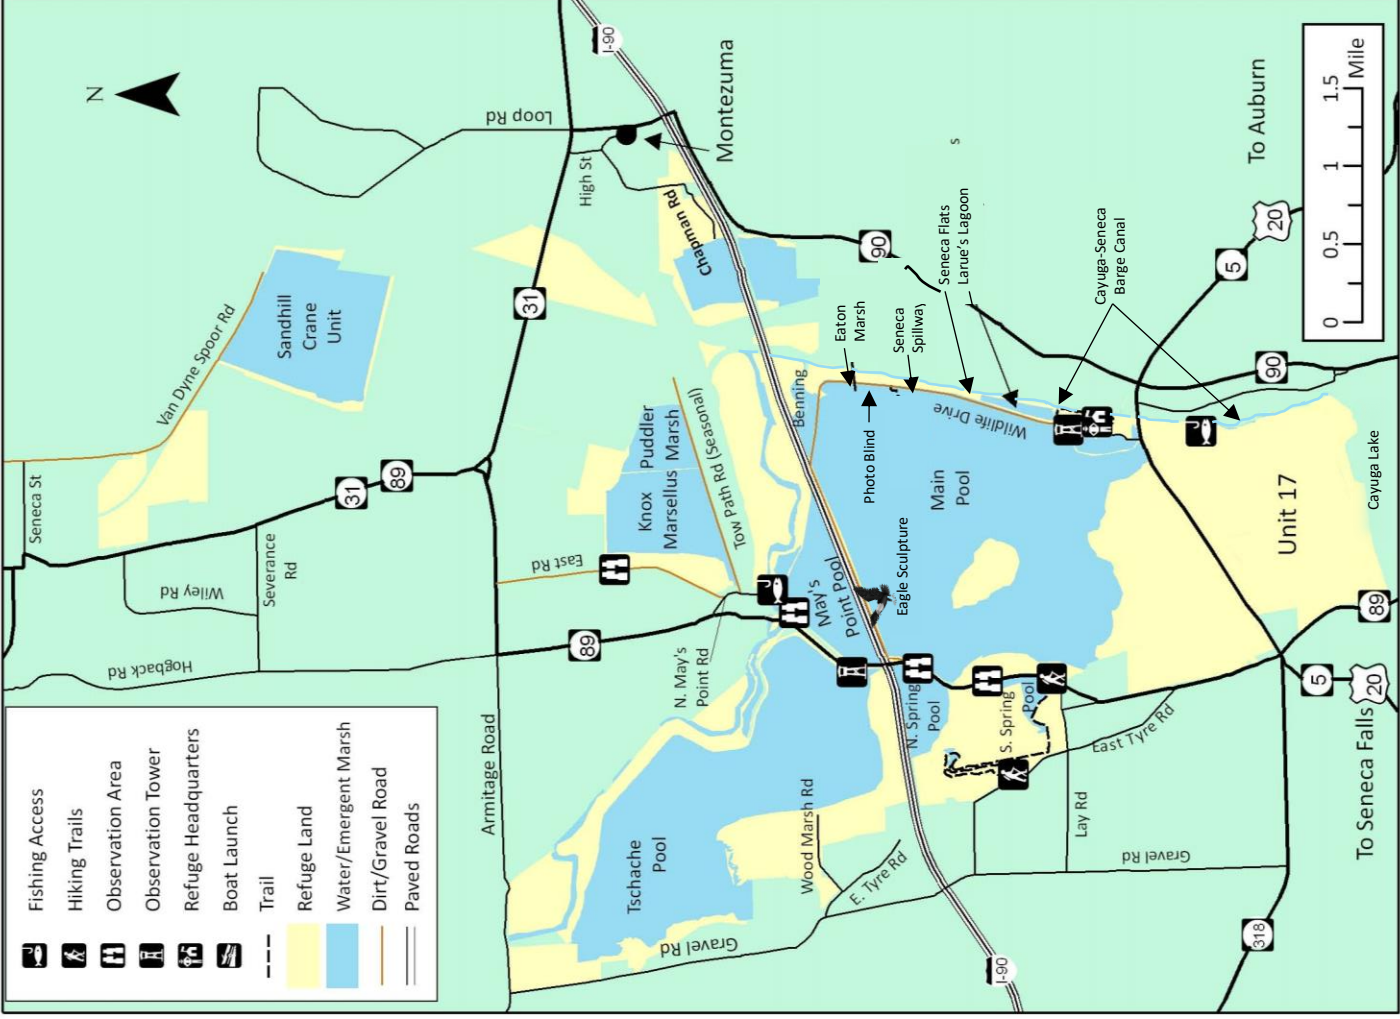 Fishing Access
Hiking Trails
Observation Area
Observation Tower
Refuge Headquarters
Boat Launch
Trail
Refuge Land
Water/Emergent Marsh
Dirt/Gravel Road
Paved Roads
N
Seneca St
Van Dyne Spoor Rd
Sandhill
Crane
Unit
Loop Rd
31
89
Wiley Rd
Severance
Rd
Hogback Rd
31
High St
I-90
Montezuma
Chapman Rd
Armitage Road
89
East Rd
Knox
Marsellus Marsh
Puddler
Tow Path Rd (Seasonal)
N. May's
Point Rd
May's
Point Pool
Benning
Tschache
Pool
Wood Marsh Rd
E. Tyre Rd
Gravel Rd
I-90
N. Spring
Pool
S. Spring
Pool
East Tyre Rd
Lay Rd
Gravel Rd
Eagle Sculpture
Main
Pool
Photo Blind
Wildlife Drive
Eaton
Marsh
Seneca
Spillway
Seneca Flats
Larue's Lagoon
s
90
Cayuga-Seneca
Barge Canal
To Auburn
5
20
90
Unit 17
Cayuga Lake
89
5
20
To Seneca Falls
318
0
0.5
1
1.5
Mile